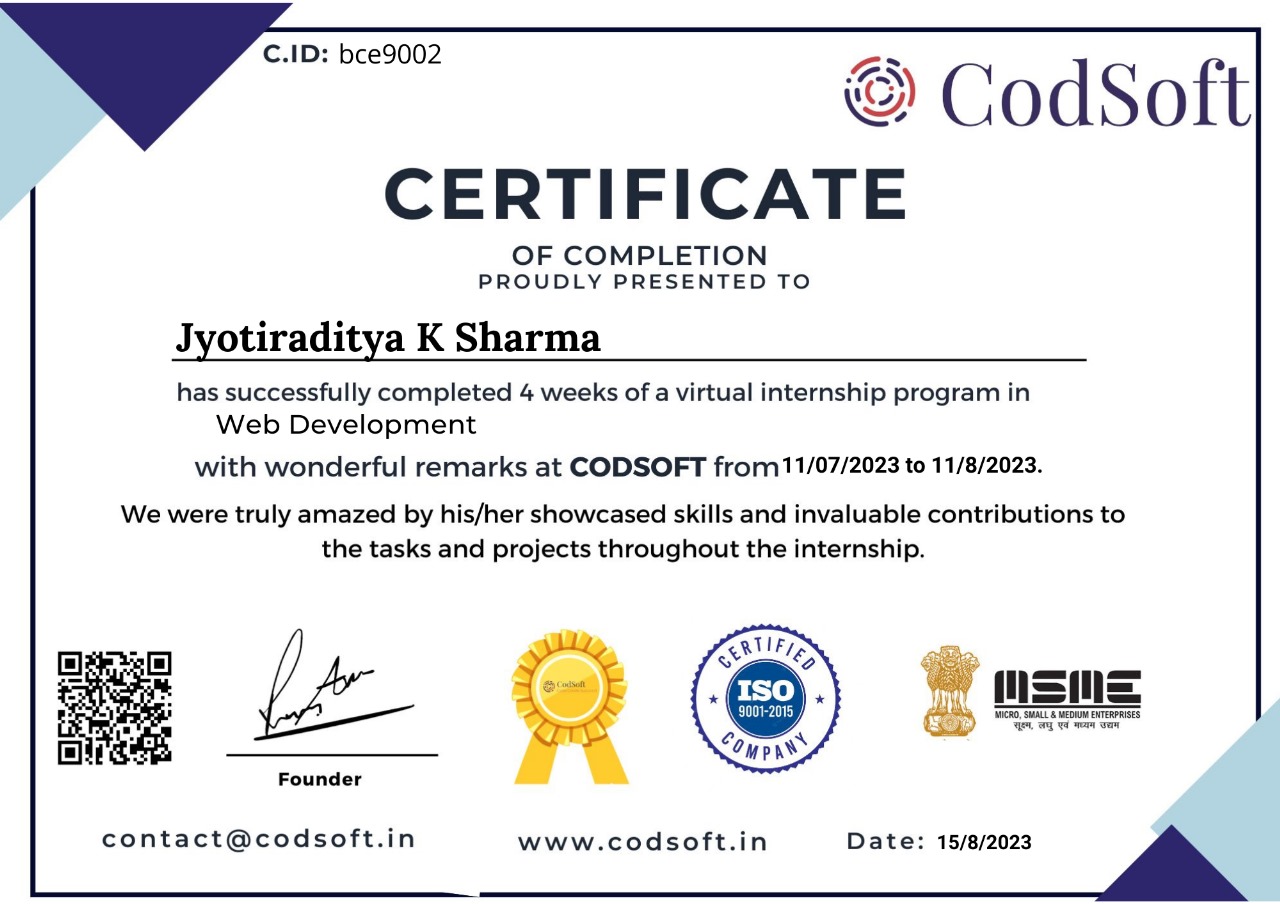 C.ID: bce9002
CodSoft
CERTIFICATE
OF COMPLETION
PROUDLY PRESENTED TO
Jyotiraditya K Sharma
has successfully completed 4 weeks of a virtual internship program in
Web Development
with wonderful remarks at CODSOFT from 11/07/2023 to 11/8/2023.
We were truly amazed by his/her showcased skills and invaluable contributions to
the tasks and projects throughout the internship.
Founder
CodSoft
CERTIFIED
ISO
9001-2015
COMPANY
MSME
MICRO, SMALL & MEDIUM ENTERPRISES
सूक्ष्म, लघु एवं मध्यम उद्यम
contact@codsoft.in
www.codsoft.in
Date: 15/8/2023